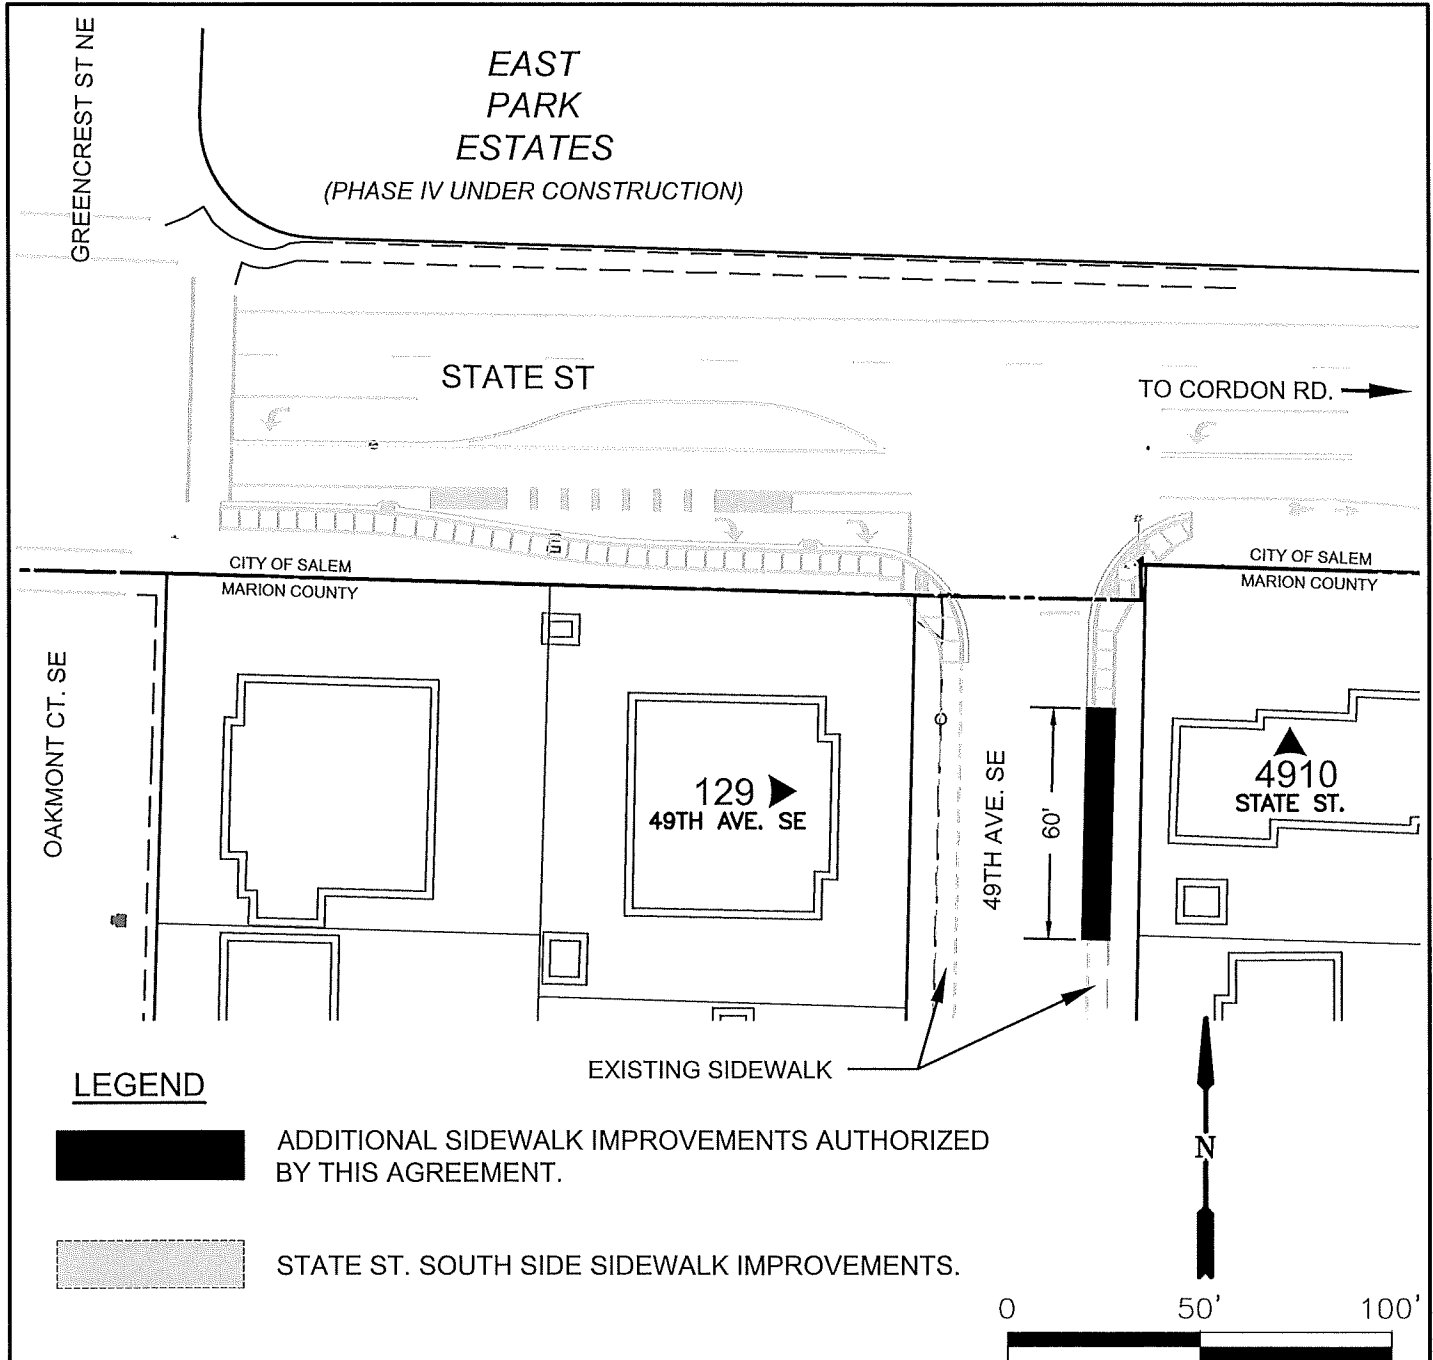 GREENCREST ST NE
EAST
PARK
ESTATES
(PHASE IV UNDER CONSTRUCTION)
STATE ST
TO CORDON RD.
CITY OF SALEM
MARION COUNTY
CITY OF SALEM
MARION COUNTY
OAKMONT CT. SE
129
49TH AVE. SE
49TH AVE. SE
60'
4910
STATE ST.
EXISTING SIDEWALK
LEGEND
ADDITIONAL SIDEWALK IMPROVEMENTS AUTHORIZED
BY THIS AGREEMENT.
STATE ST. SOUTH SIDE SIDEWALK IMPROVEMENTS.
N
0 50' 100'